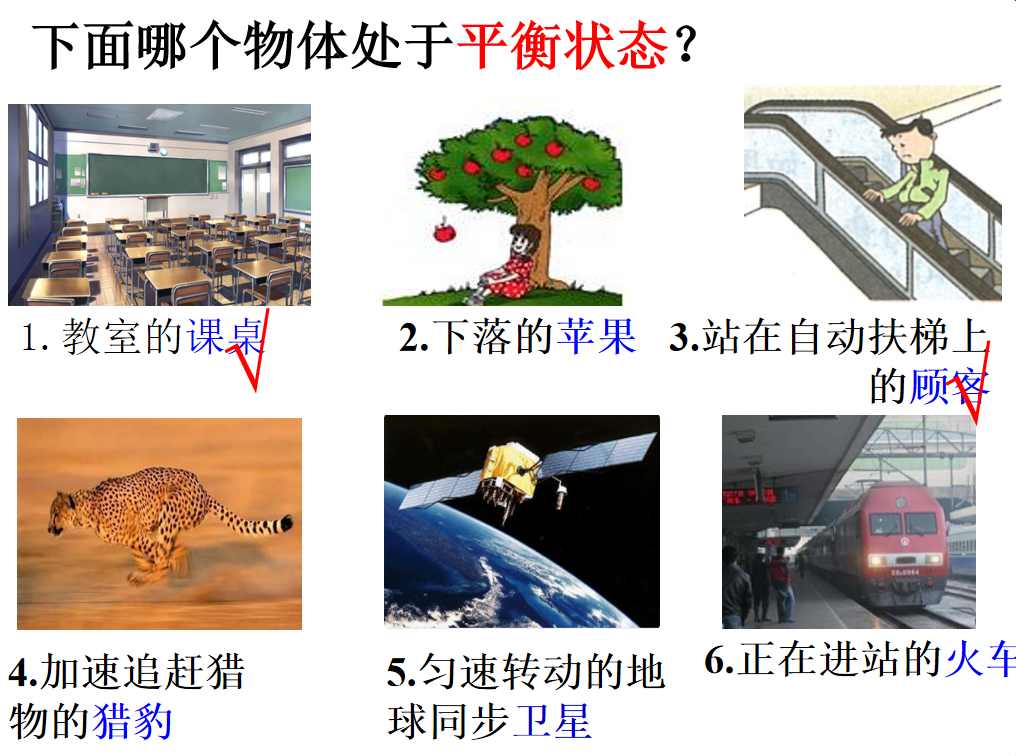 下面哪个物体处于平衡状态？
1. 教室的课桌
2.下落的苹果
3.站在自动扶梯上
的顾客
4.加速追赶猎
物的猎豹
5.匀速转动的地
球同步卫星
6.正在进站的火车